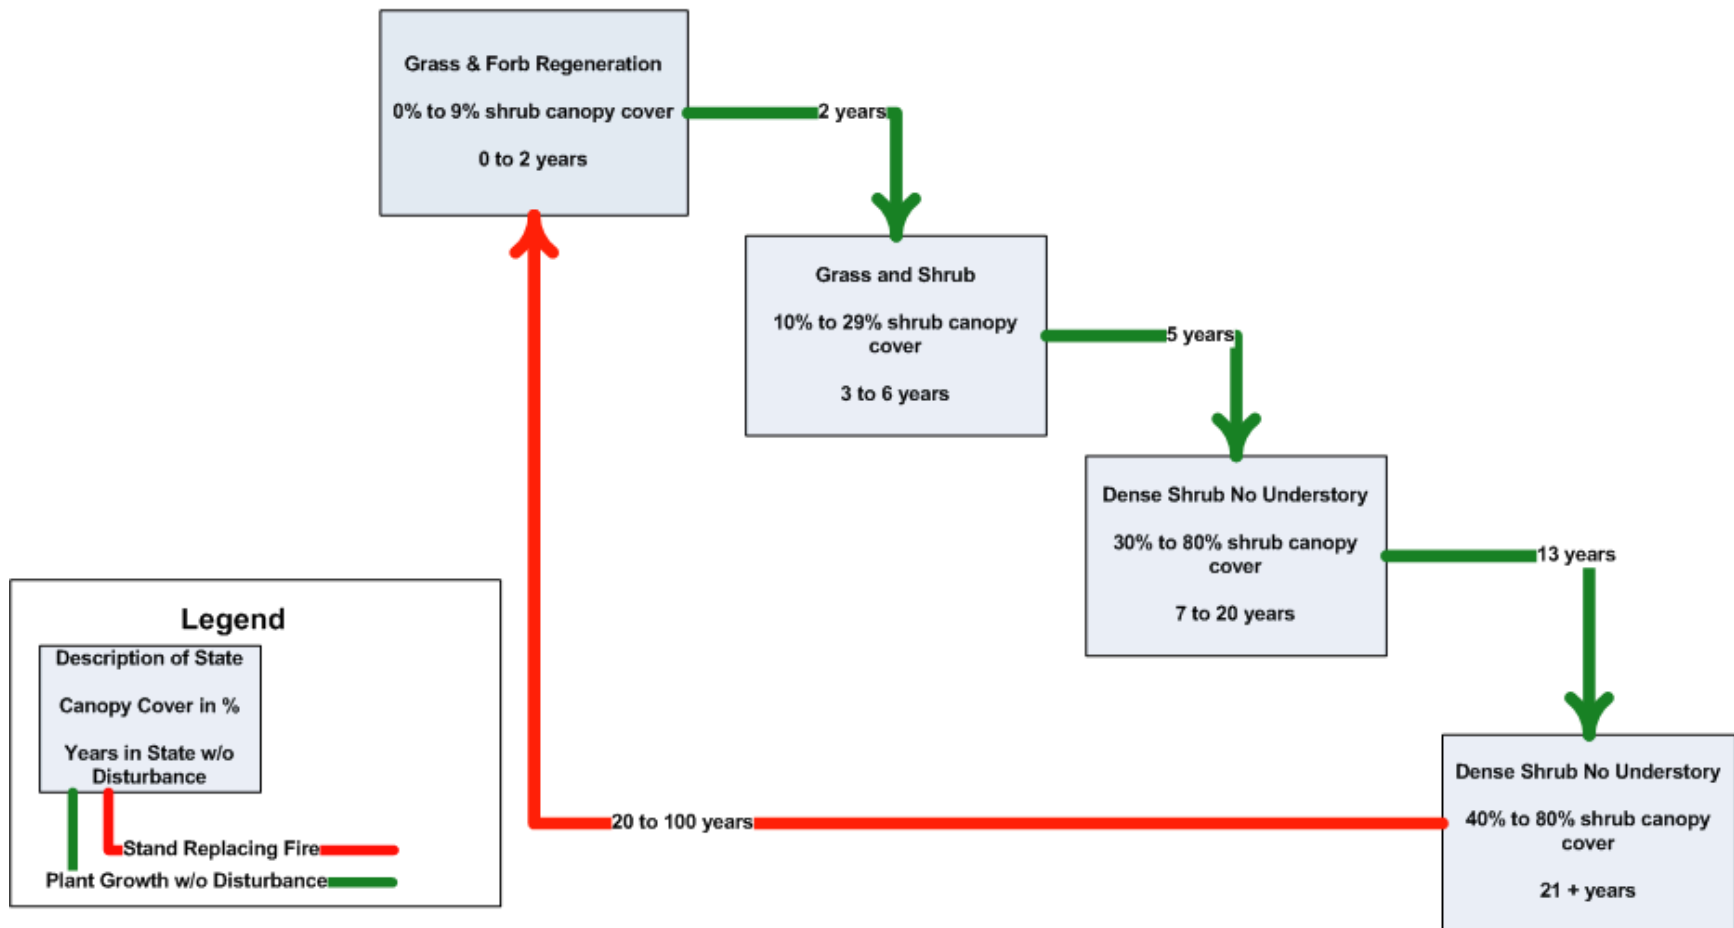 Grass & Forb Regeneration
0% to 9% shrub canopy cover
0 to 2 years
2 years
Grass and Shrub
10% to 29% shrub canopy
cover
3 to 6 years
5 years
Dense Shrub No Understory
30% to 80% shrub canopy
cover
7 to 20 years
13 years
Dense Shrub No Understory
40% to 80% shrub canopy
cover
21 + years
20 to 100 years
Legend
Description of State
Canopy Cover in %
Years in State w/o
Disturbance
Stand Replacing Fire
Plant Growth w/o Disturbance